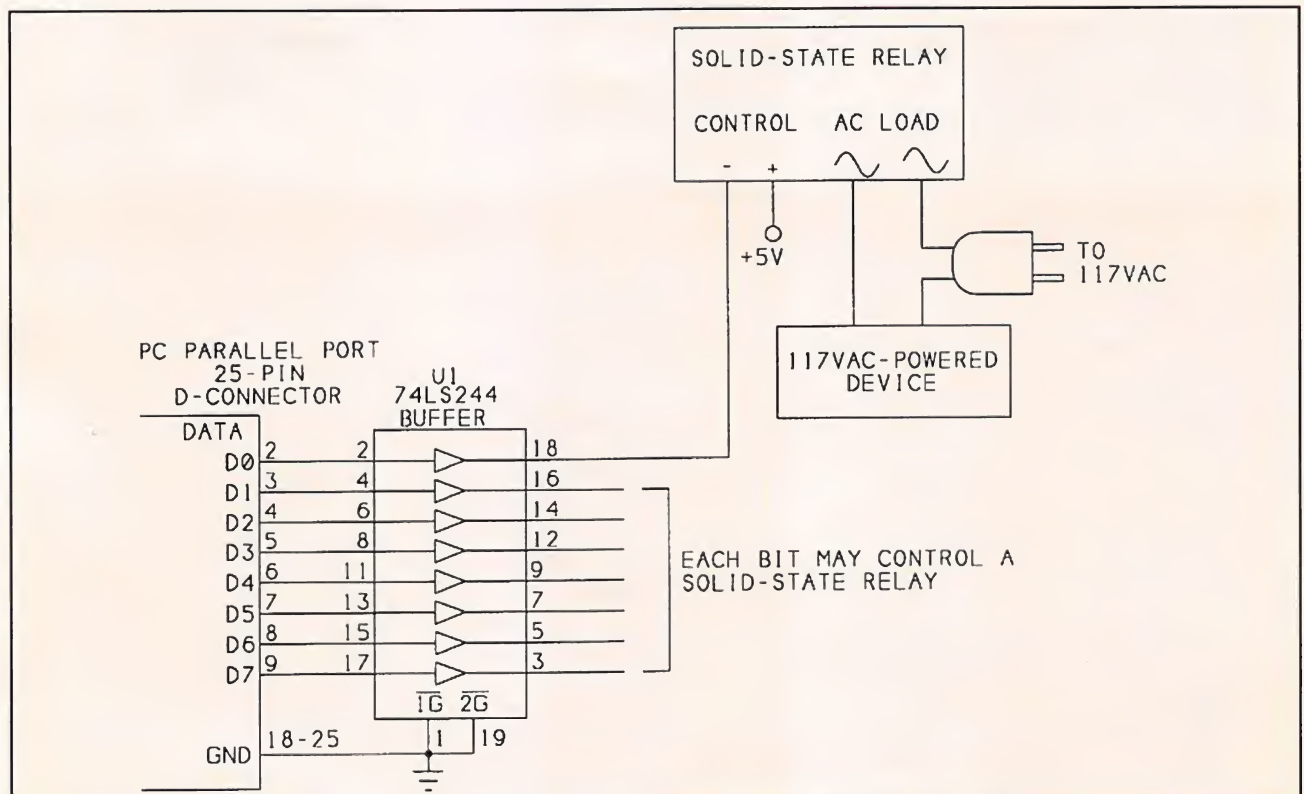 SOLID-STATE RELAY
CONTROL AC LOAD
- +
+5V
TO
117VAC
117VAC-POWERED
DEVICE
PC PARALLEL PORT
25-PIN
D-CONNECTOR
U1
74LS244
BUFFER
DATA
D0 2 2 18
D1 3 4 16
D2 4 6 14
D3 5 8 12
D4 6 11 9
D5 7 13 7
D6 8 15 5
D7 9 17 3
EACH BIT MAY CONTROL A
SOLID-STATE RELAY
1G 2G
GND 18-25 1 19